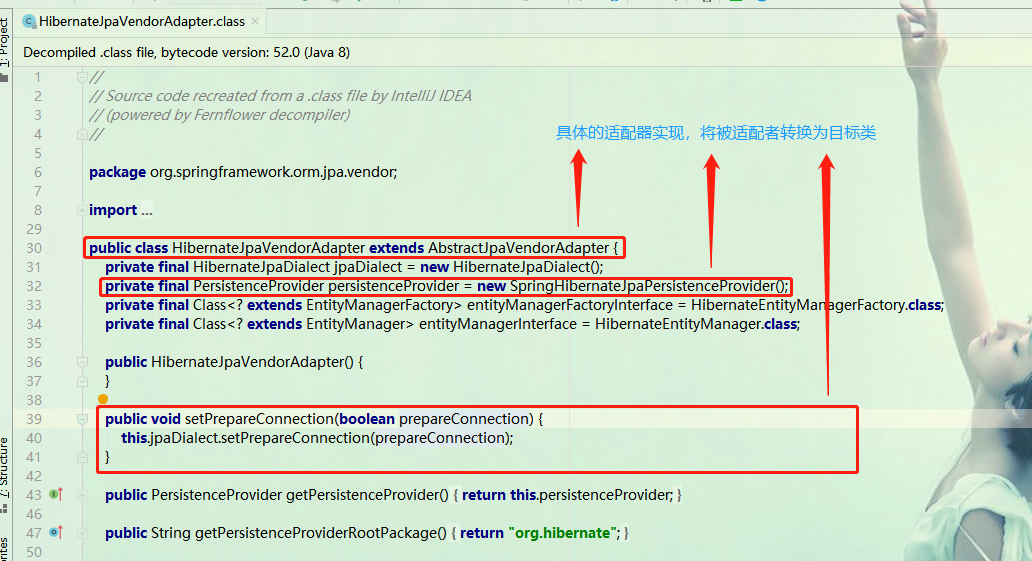 HibernateJpaVendorAdapter.class
Decompiled .class file, bytecode version: 52.0 (Java 8)
1: Project
1 //
2 // Source code recreated from a .class file by IntelliJ IDEA
3 // (powered by Fernflower decompiler)
4 //
具体的适配器实现，将被适配者转换为目标类
5
6 package org.springframework.orm.jpa.vendor;
7
8 import ...
29
30 public class HibernateJpaVendorAdapter extends AbstractJpaVendorAdapter {
31 private final HibernateJpaDialect jpaDialect = new HibernateJpaDialect();
32 private final PersistenceProvider persistenceProvider = new SpringHibernateJpaPersistenceProvider();
33 private final Class<? extends EntityManagerFactory> entityManagerFactoryInterface = HibernateEntityManagerFactory.class;
34 private final Class<? extends EntityManager> entityManagerInterface = HibernateEntityManager.class;
35
36 public HibernateJpaVendorAdapter() {
37 }
38
39 public void setPrepareConnection(boolean prepareConnection) {
40 this.jpaDialect.setPrepareConnection(prepareConnection);
41 }
42
43 public PersistenceProvider getPersistenceProvider() { return this.persistenceProvider; }
46
47 public String getPersistenceProviderRootPackage() { return "org.hibernate"; }
50
7: Structure